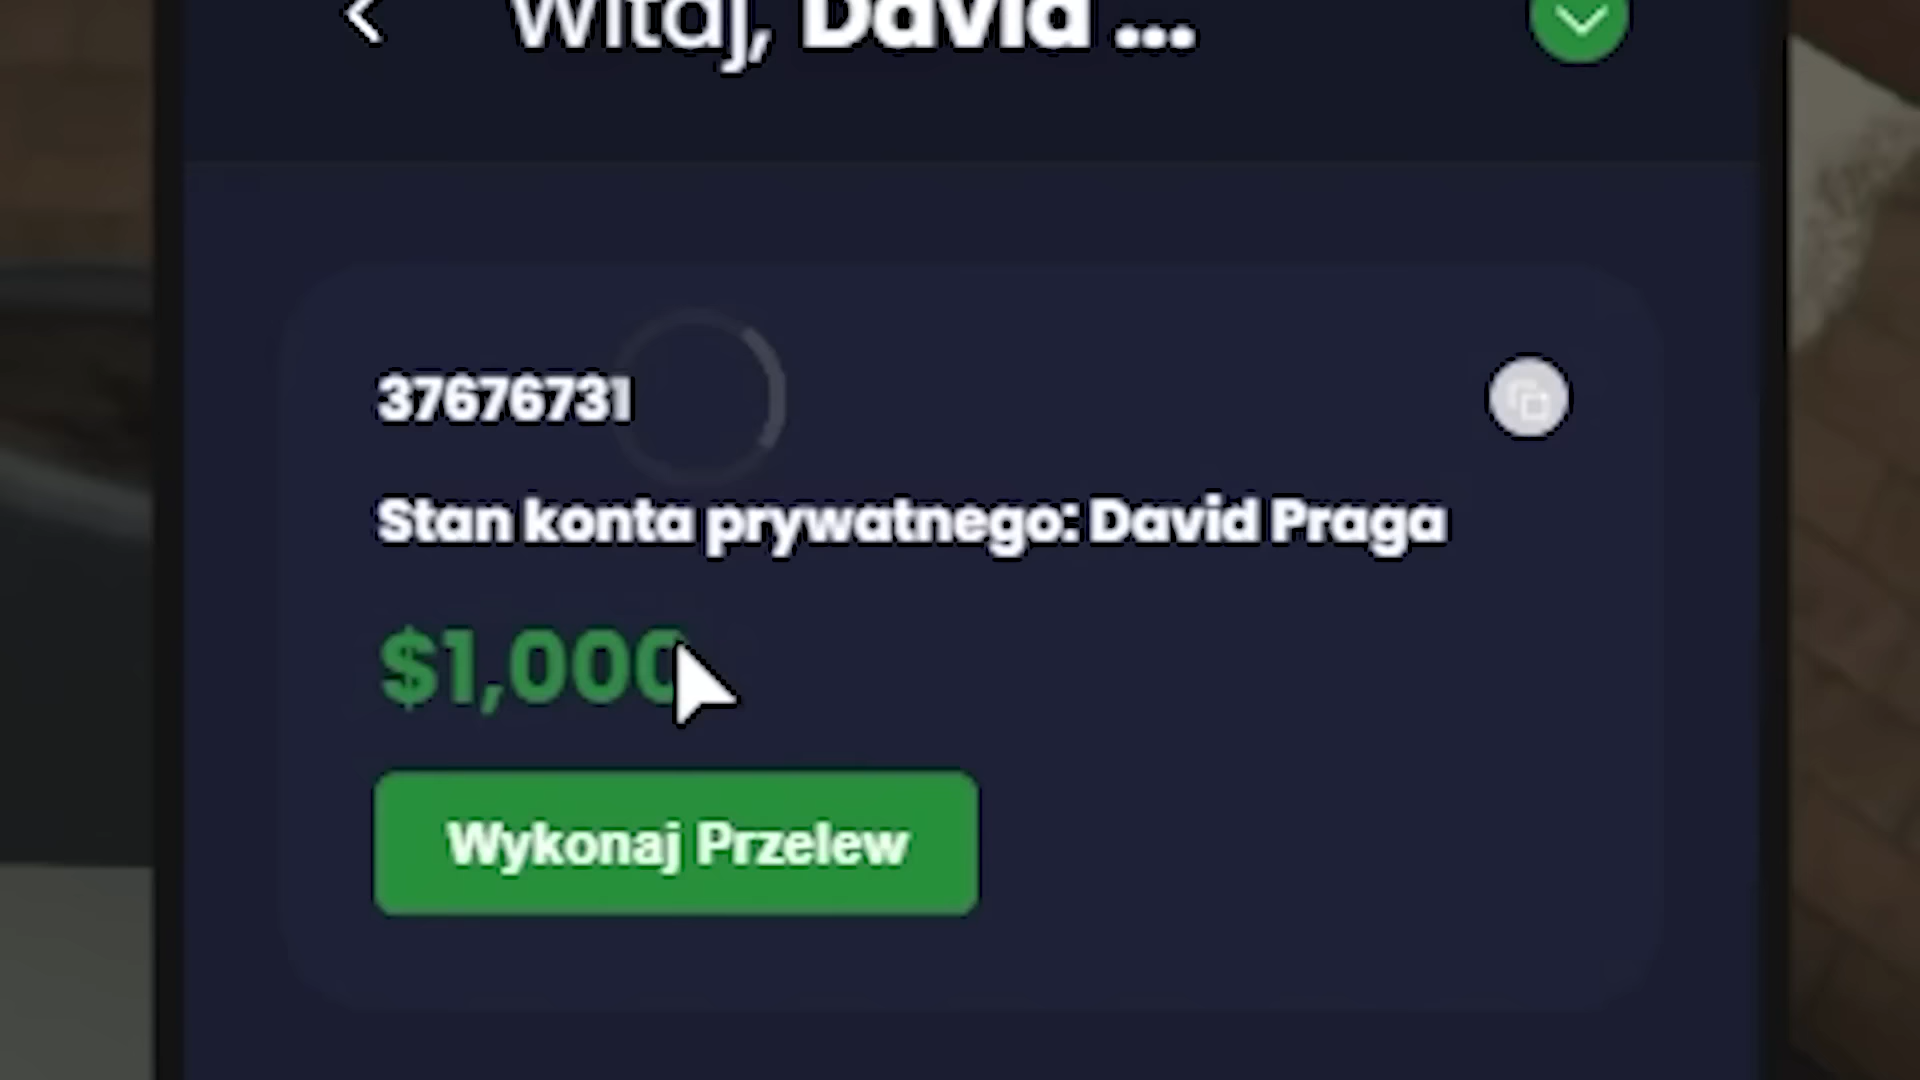 Witaj, David ...
37676731
Stan konta prywatnego: David Praga
$1,000
Wykonaj Przelew